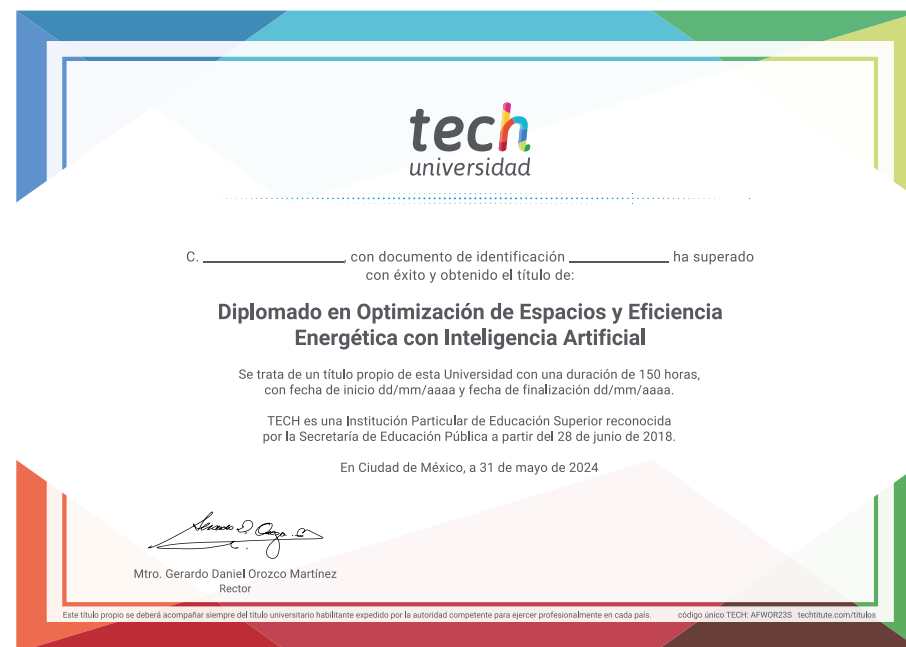 tech
universidad
C. ____________, con documento de identificación ____________ ha superado
con éxito y obtenido el título de:
Diplomado en Optimización de Espacios y Eficiencia
Energética con Inteligencia Artificial
Se trata de un título propio de esta Universidad con una duración de 150 horas,
con fecha de inicio dd/mm/aaaa y fecha de finalización dd/mm/aaaa.
TECH es una Institución Particular de Educación Superior reconocida
por la Secretaría de Educación Pública a partir del 28 de junio de 2018.
En Ciudad de México, a 31 de mayo de 2024
Mtro. Gerardo Daniel Orozco Martínez
Rector
Este título propio se deberá acompañar siempre del título universitario habilitante expedido por la autoridad competente para ejercer profesionalmente en cada país. código único TECH: AFWOR23S techtitute.com/titulos